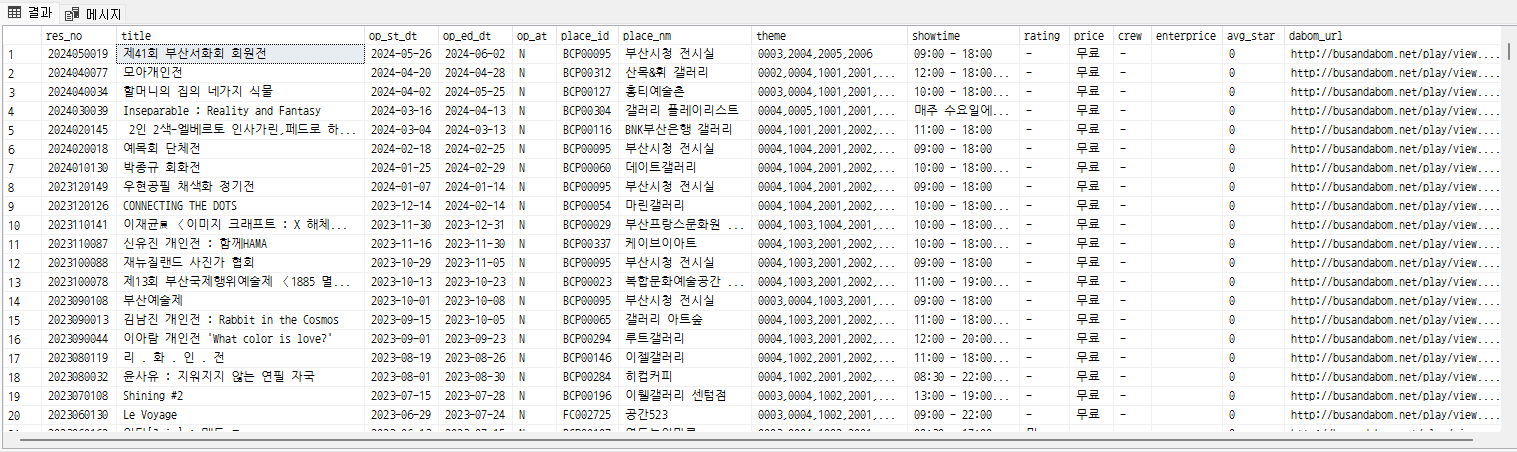 결과 메시지
res_no title op_st_dt op_ed_dt op_at place_id place_nm theme showtime rating price crew enterprice avg_star dabom_url
1 2024050019 제41회 부산서화회 회원전 2024-05-26 2024-06-02 N BCP00095 부산시청 전시실 0003,2004,2005,2006 09:00 - 18:00 - 무료 - 0 http://busandabom.net/play/view....
2 2024040077 모아개인전 2024-04-20 2024-04-28 N BCP00312 산목&휘 갤러리 0002,0004,1001,2001,.... 12:00 - 18:00... - 무료 - 0 http://busandabom.net/play/view....
3 2024040034 할머니의 집의 네가지 식물 2024-04-02 2024-05-25 N BCP00127 홍티예술촌 0003,0004,1001,2001,.... 10:00 - 18:00... - 무료 - 0 http://busandabom.net/play/view....
4 2024030039 Inseparable : Reality and Fantasy 2024-03-16 2024-04-13 N BCP00304 갤러리 플레이리스트 0004,0005,1001,2001,.... 매주 수요일에... - 무료 - 0 http://busandabom.net/play/view....
5 2024020145 2인 2색-엘베르토 인사가린,페드로 하... 2024-03-04 2024-03-13 N BCP00116 BNK부산은행 갤러리 0004,1001,2001,2002,.... 11:00 - 18:00 - 무료 - 0 http://busandabom.net/play/view....
6 2024020018 예목회 단체전 2024-02-18 2024-02-25 N BCP00095 부산시청 전시실 0004,1004,2001,2002,.... 09:00 - 18:00 - 무료 - 0 http://busandabom.net/play/view....
7 2024010130 박종규 회화전 2024-01-25 2024-02-29 N BCP00060 데이트갤러리 0004,1004,2001,2002,.... 10:00 - 18:00... - 무료 - 0 http://busandabom.net/play/view....
8 2023120149 우현공필 채색화 정기전 2024-01-07 2024-01-14 N BCP00095 부산시청 전시실 0004,1004,2001,2002,.... 09:00 - 18:00 - 무료 - 0 http://busandabom.net/play/view....
9 2023120126 CONNECTING THE DOTS 2023-12-14 2024-02-14 N BCP00054 마린갤러리 0004,1004,2001,2002,.... 10:00 - 18:00... - 무료 - 0 http://busandabom.net/play/view....
10 2023110141 이재균 〈이미지 크래프트 : X 해체... 2023-11-30 2023-12-31 N BCP00029 부산프랑스문화원 ... 0004,1003,1004,2001,.... 10:00 - 18:00... - 무료 - 0 http://busandabom.net/play/view....
11 2023110087 신유진 개인전 : 함께HAMA 2023-11-16 2023-11-30 N BCP00337 케이브이아트 0004,1003,2001,2002,.... 10:00 - 18:00... - 무료 - 0 http://busandabom.net/play/view....
12 2023100088 재뉴질랜드 사진가 협회 2023-10-29 2023-11-05 N BCP00095 부산시청 전시실 0004,1003,2001,2002,.... 09:00 - 18:00 - 무료 - 0 http://busandabom.net/play/view....
13 2023100078 제13회 부산국제행위예술제 〈1885 멸... 2023-10-13 2023-10-23 N BCP00023 복합문화예술공간 ... 0004,1003,2001,2002,.... 11:00 - 19:00... - 무료 - 0 http://busandabom.net/play/view....
14 2023090108 부산예술제 2023-10-01 2023-10-08 N BCP00095 부산시청 전시실 0003,0004,1003,2001,.... 09:00 - 18:00 - 무료 - 0 http://busandabom.net/play/view....
15 2023090013 김남진 개인전 : Rabbit in the Cosmos 2023-09-15 2023-10-05 N BCP00065 갤러리 아트숲 0004,1003,2001,2002,.... 11:00 - 18:00... - 무료 - 0 http://busandabom.net/play/view....
16 2023090044 이아람 개인전 'What color is love?' 2023-09-01 2023-09-23 N BCP00294 루트갤러리 0004,1003,2001,2002,.... 12:00 - 20:00... - 무료 - 0 http://busandabom.net/play/view....
17 2023080119 리 . 화 . 인 . 전 2023-08-19 2023-08-26 N BCP00146 이젤갤러리 0004,1002,2001,2002,.... 11:00 - 18:00 - 무료 - 0 http://busandabom.net/play/view....
18 2023080032 윤사유 : 지워지지 않는 연필 자국 2023-08-01 2023-08-30 N BCP00284 히컵커피 0004,1002,2001,2002,.... 08:30 - 22:00... - 무료 - 0 http://busandabom.net/play/view....
19 2023070108 Shining #2 2023-07-15 2023-07-28 N BCP00196 이웰갤러리 센텀점 0003,0004,1002,2001,.... 13:00 - 19:00... - 무료 - 0 http://busandabom.net/play/view....
20 2023060130 Le Voyage 2023-06-29 2023-07-24 N FC002725 공간523 0003,0004,1002,2001,.... 09:00 - 22:00 - 무료 - 0 http://busandabom.net/play/view....